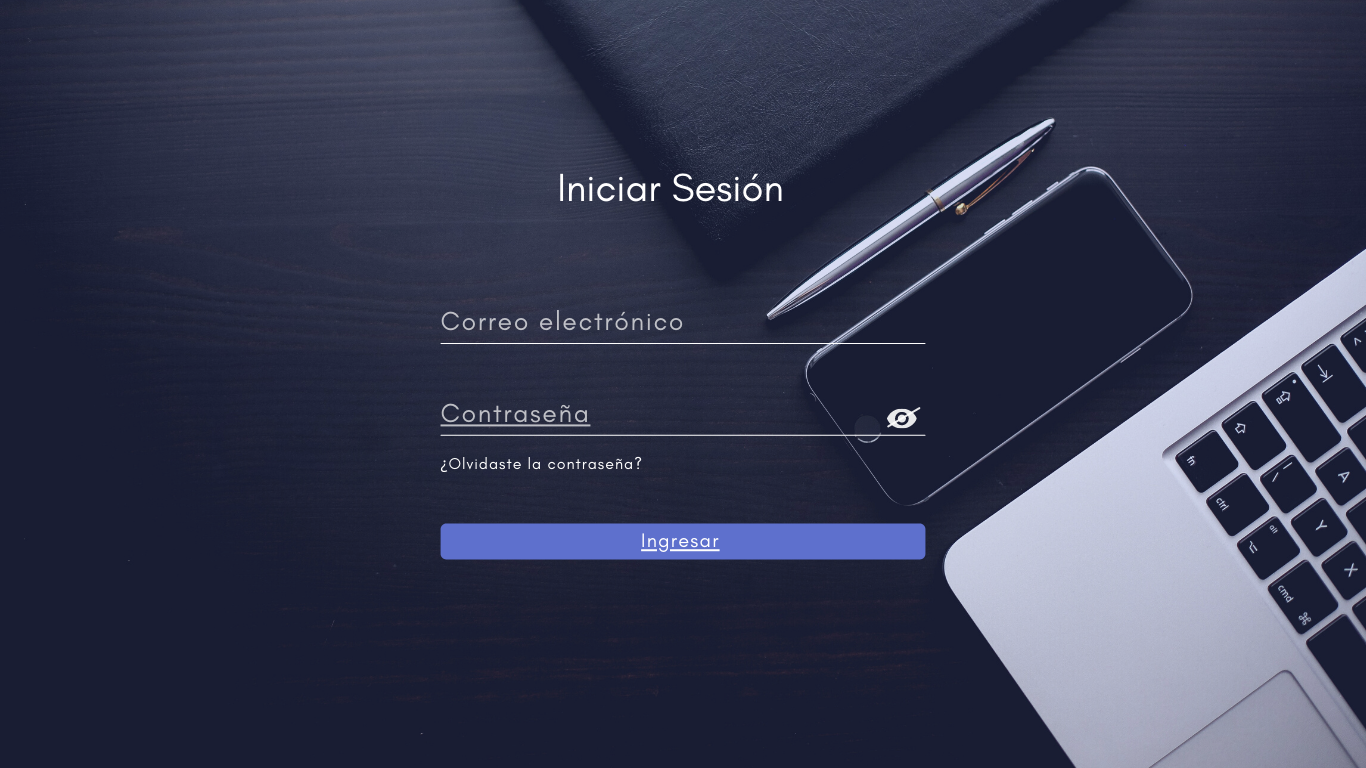 Iniciar Sesión
Correo electrónico
Contraseña
¿Olvidaste la contraseña?
Ingresar
fn
A
ctrl
Y
alt
X
cmd
⌘